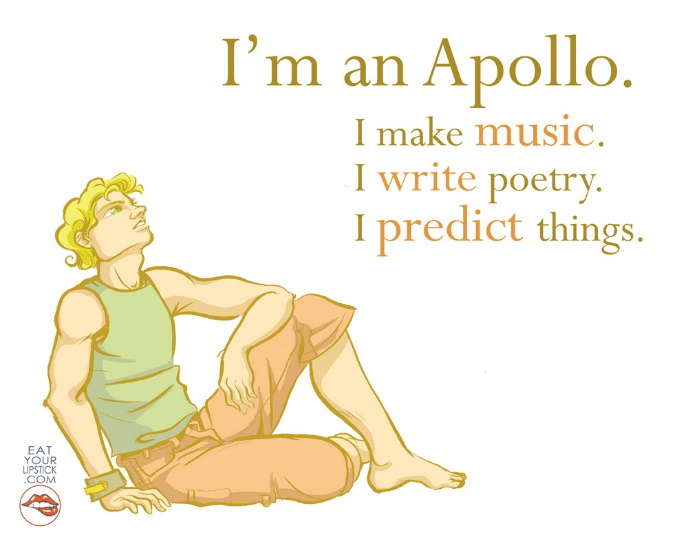 I'm an Apollo.
I make music.
I write poetry.
I predict things.
EAT
YOUR
LIPSTICK
.COM